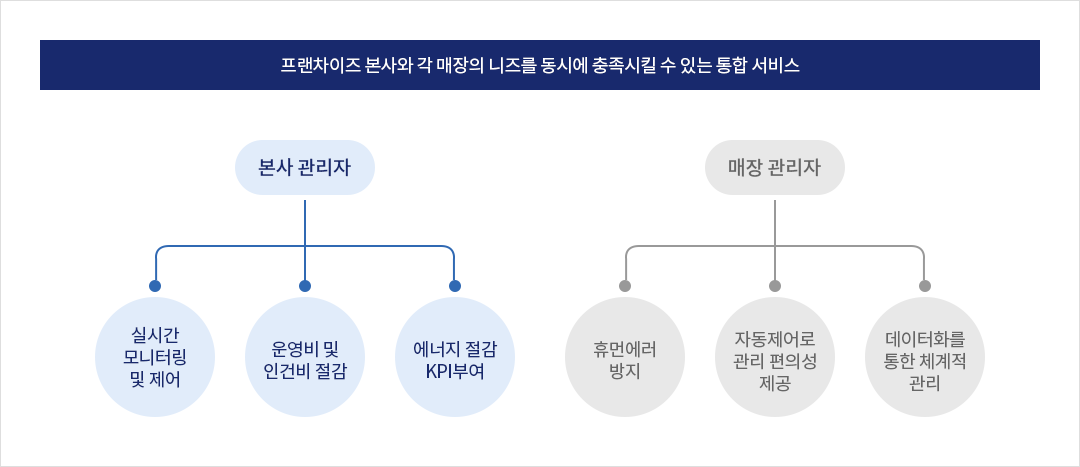 프랜차이즈 본사와 각 매장의 니즈를 동시에 충족시킬 수 있는 통합 서비스
본사 관리자
실시간
모니터링
및 제어
운영비 및
인건비 절감
에너지 절감
KPI부여
매장 관리자
휴먼에러
방지
자동제어로
관리 편의성
제공
데이터화를
통한 체계적
관리